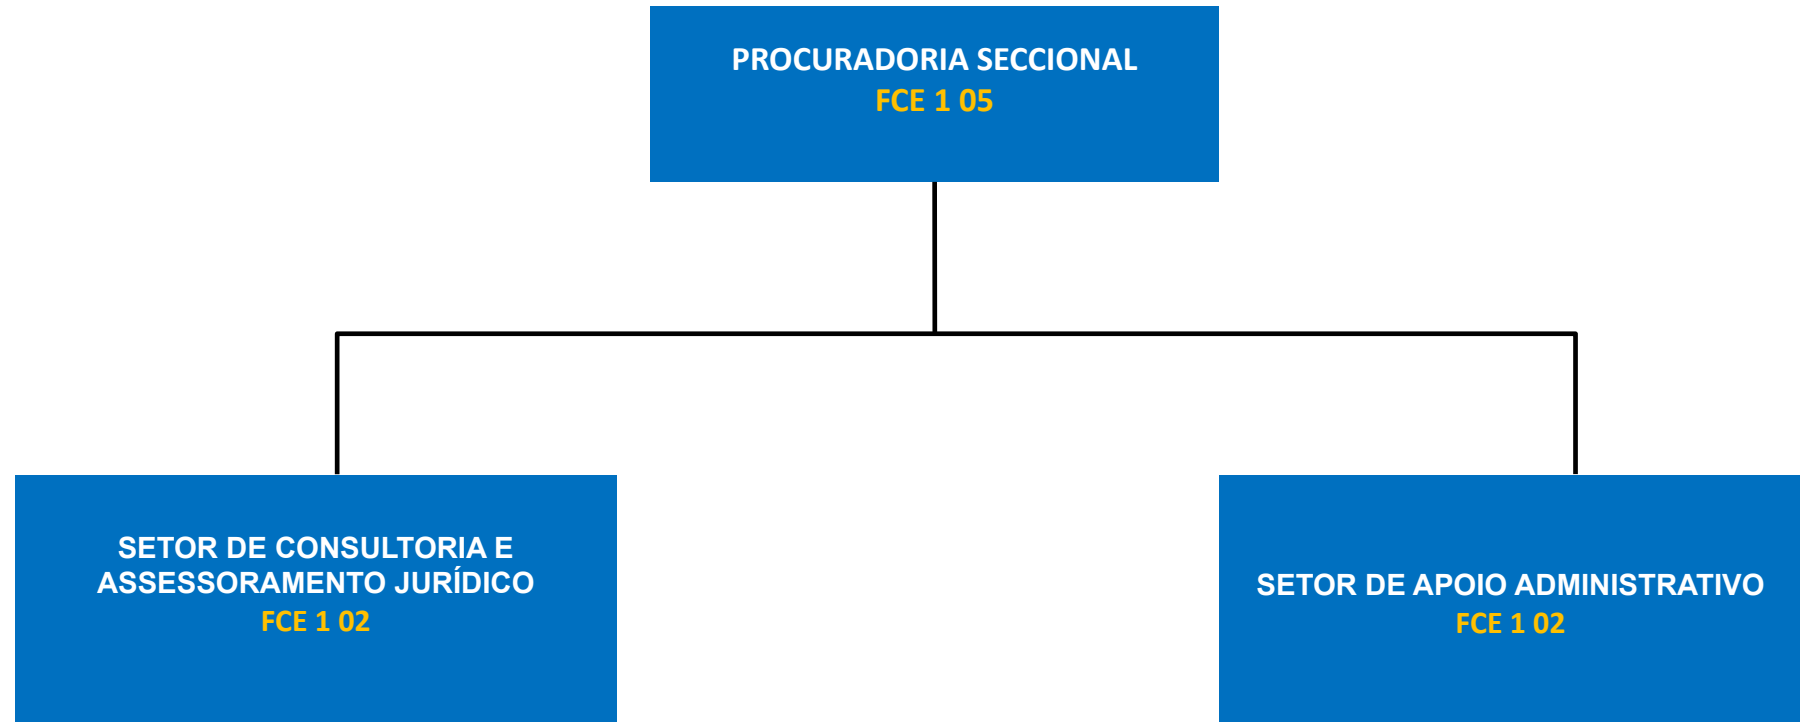 PROCURADORIA SECCIONAL
FCE 1 05
SETOR DE CONSULTORIA E
ASSESSORAMENTO JURÍDICO
FCE 1 02
SETOR DE APOIO ADMINISTRATIVO
FCE 1 02